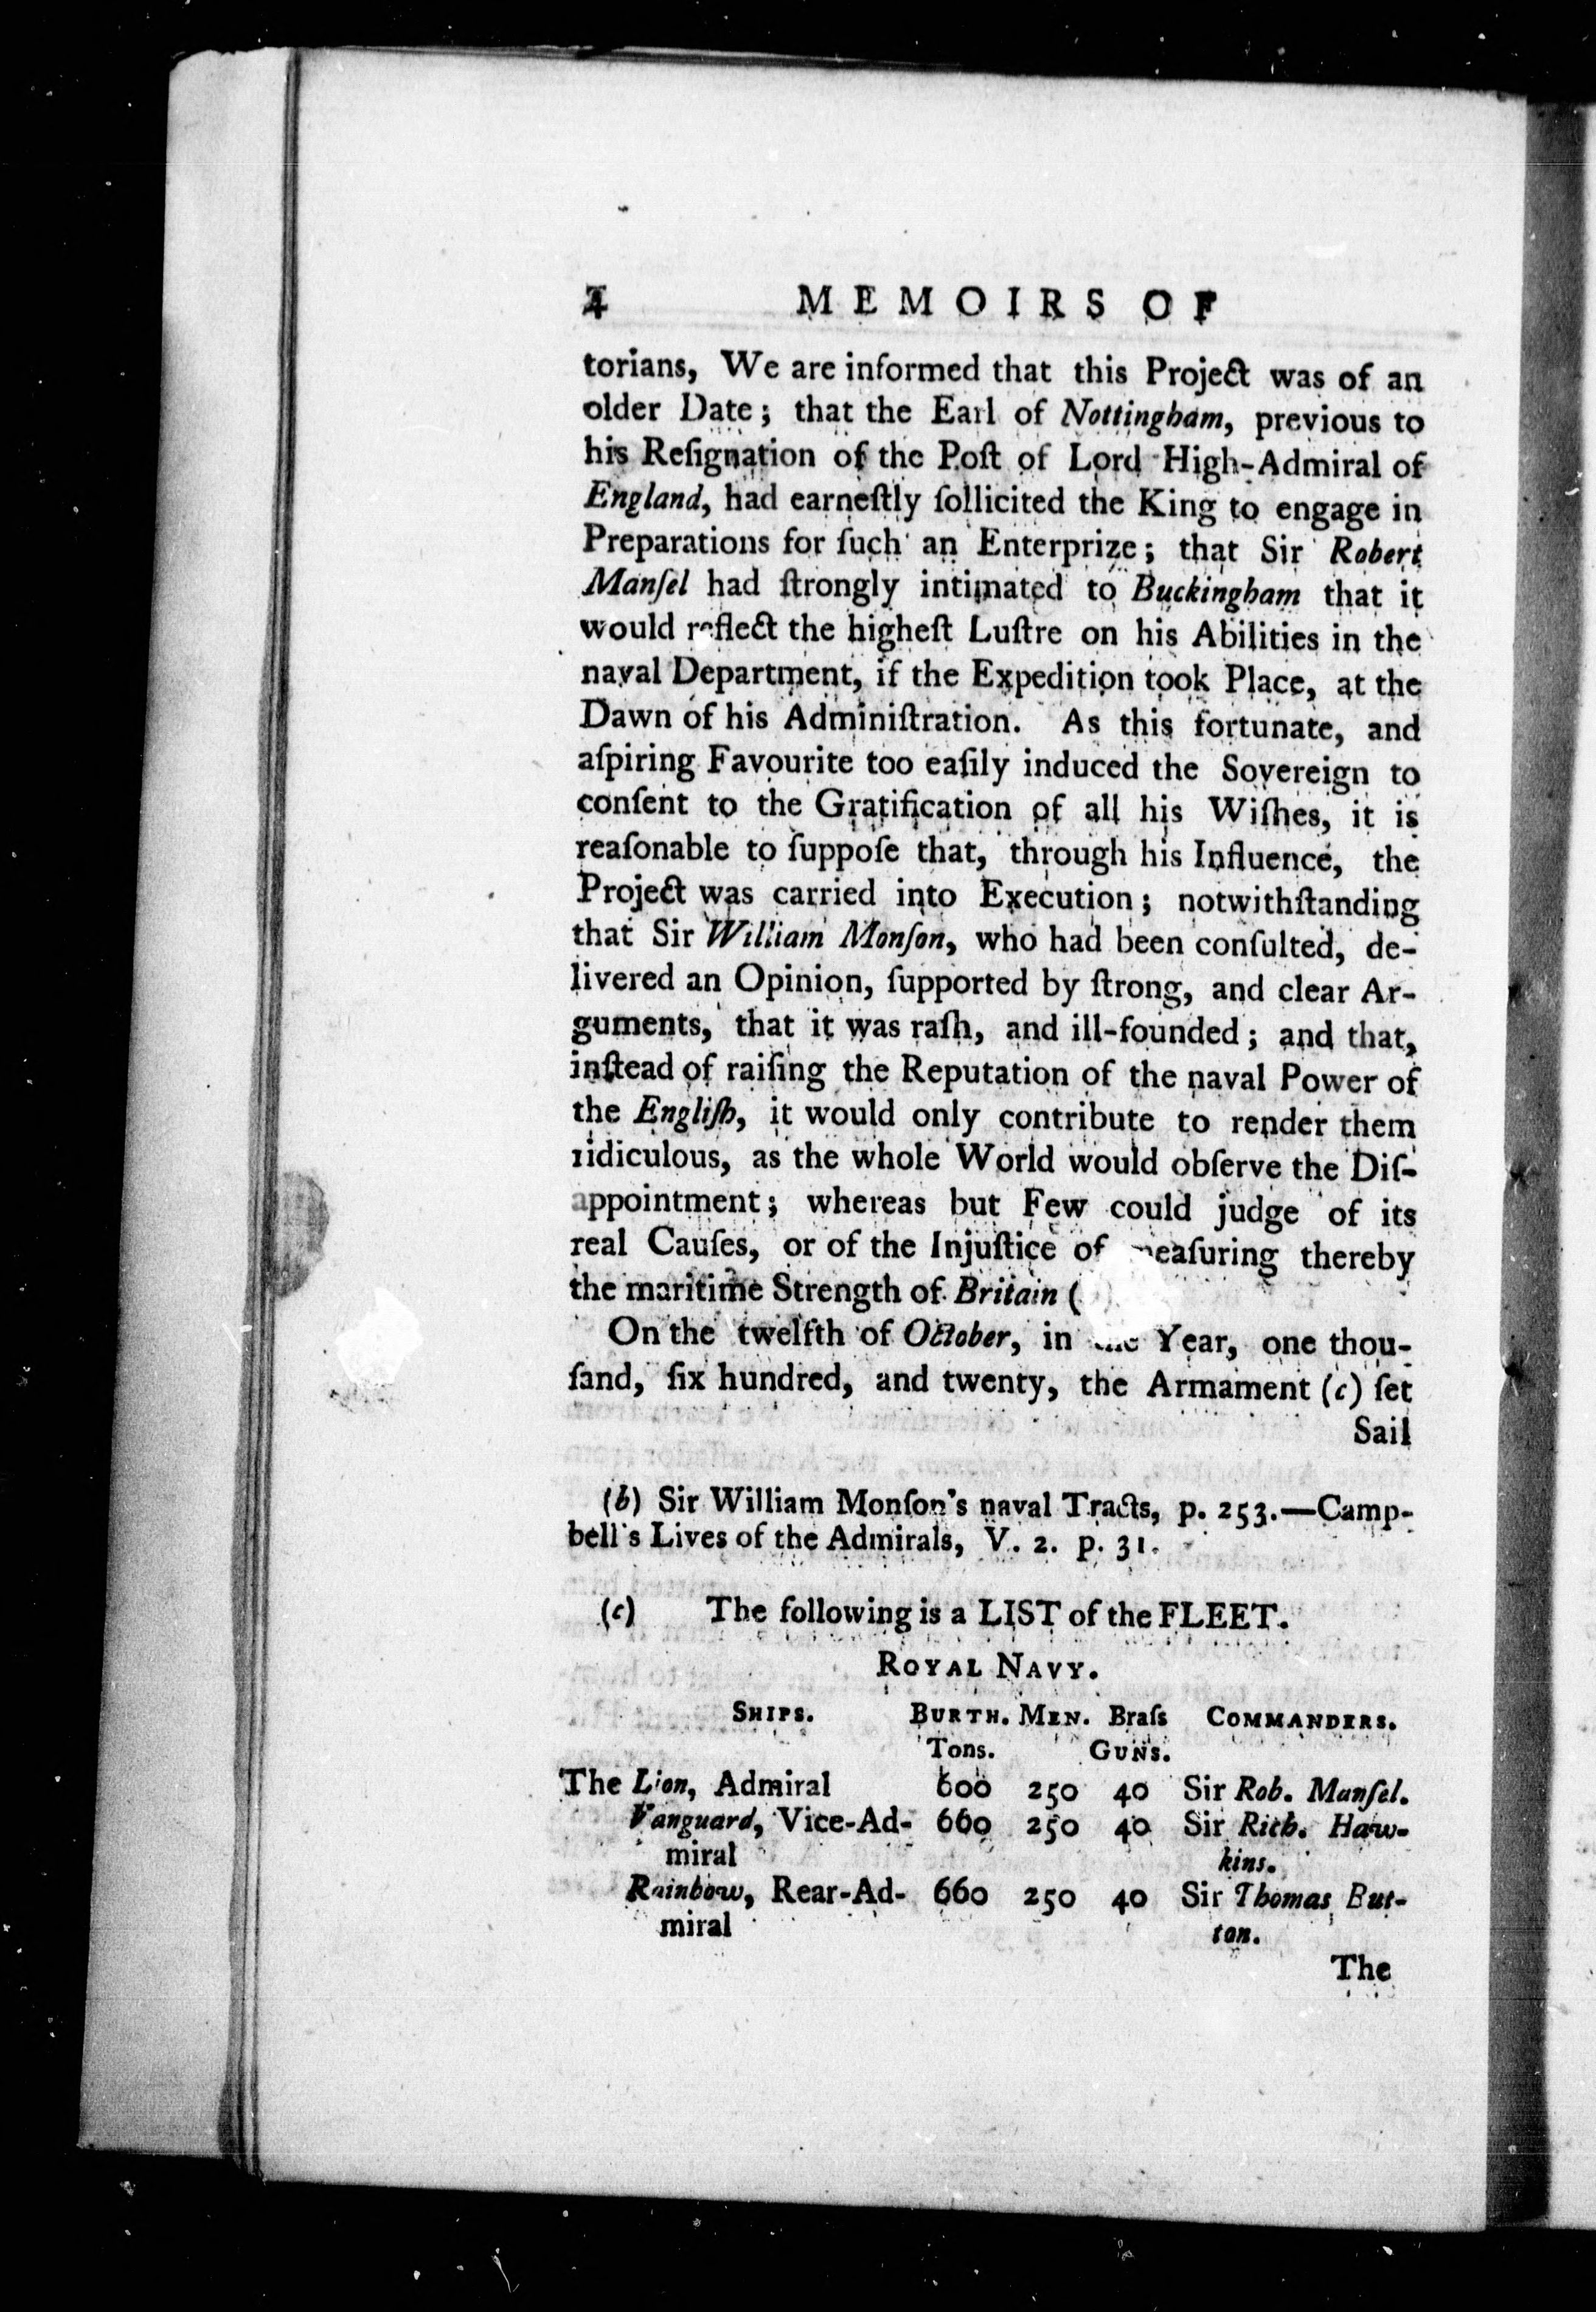 4 MEMOIRS OF
torians, We are informed that this Project was of an
older Date; that the Earl of Nottingham, previous to
his Reſignation of the Poſt of Lord High-Admiral of
England, had earneſtly ſollicited the King to engage in
Preparations for ſuch an Enterprize; that Sir Robert
Manſel had ſtrongly intimated to Buckingham that it
would reflect the higheſt Luſtre on his Abilities in the
naval Department, if the Expedition took Place, at the
Dawn of his Adminiſtration. As this fortunate, and
aſpiring Favourite too eaſily induced the Sovereign to
conſent to the Gratification of all his Wiſhes, it is
reaſonable to ſuppoſe that, through his Influence, the
Project was carried into Execution; notwithſtanding
that Sir William Monſon, who had been conſulted, de-
livered an Opinion, ſupported by ſtrong, and clear Ar-
guments, that it was raſh, and ill-founded; and that,
inſtead of raiſing the Reputation of the naval Power of
the Engliſh, it would only contribute to render them
ridiculous, as the whole World would obſerve the Diſ-
appointment; whereas but Few could judge of its
real Cauſes, or of the Injuſtice of meaſuring thereby
the maritime Strength of Britain (
On the twelfth of October, in the Year, one thou-
ſand, ſix hundred, and twenty, the Armament (c) ſet
Sail
(b) Sir William Monſon's naval Tracts, p. 253.—Camp-
bell's Lives of the Admirals, V. 2. p. 31.
(c) The following is a LIST of the FLEET.
ROYAL NAVY.
SHIPS. BURTH. MEN. Braſs COMMANDERS.
Tons. GUNS.
The Lion, Admiral 600 250 40 Sir Rob. Manſel.
Vanguard, Vice-Ad- 660 250 40 Sir Rich. Haw-
miral kins.
Rainbow, Rear-Ad- 660 250 40 Sir Thomas But-
miral ton.
The